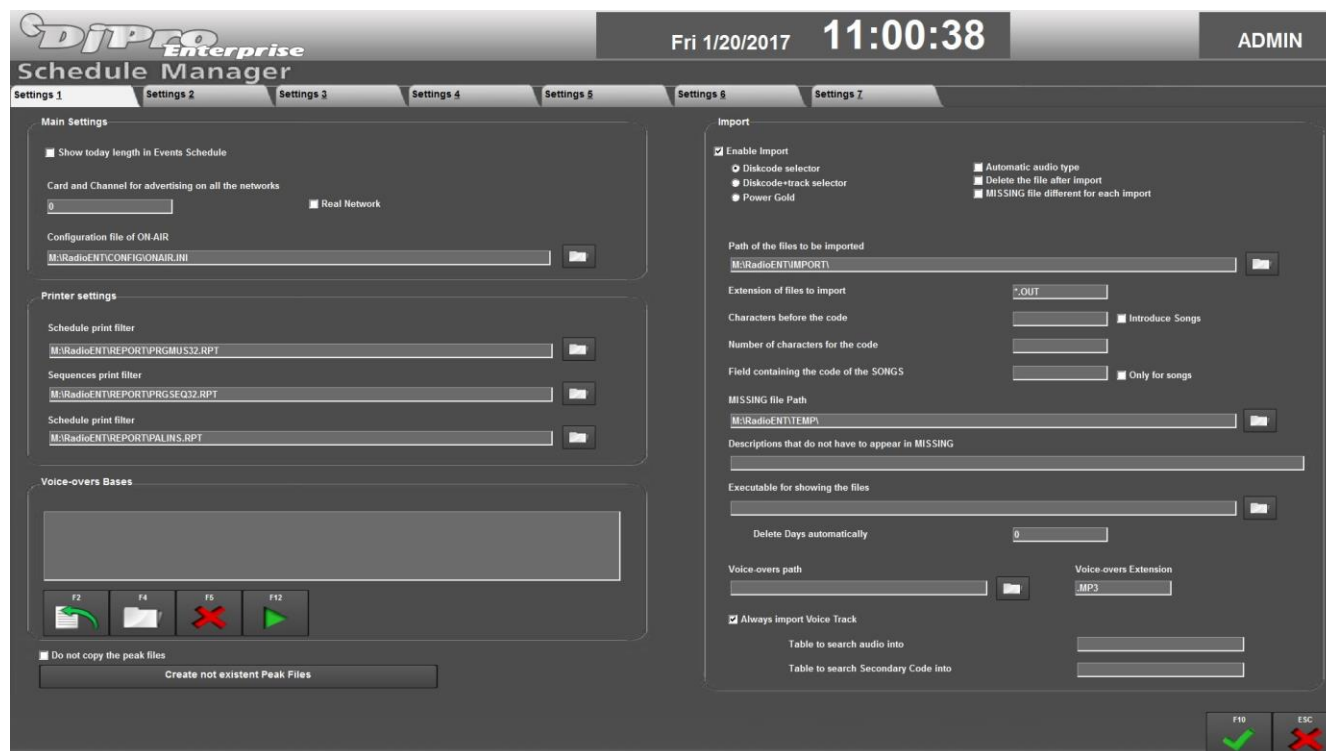 DjPro
Enterprise
Fri 1/20/2017 11:00:38 ADMIN
Schedule Manager
Settings 1 Settings 2 Settings 3 Settings 4 Settings 5 Settings 6 Settings 7
Main Settings
Show today length in Events Schedule
Card and Channel for advertising on all the networks
0 Real Network
Configuration file of ON-AIR
M:\RadioENT\CONFIG\ONAIR.INI
Printer settings
Schedule print filter
M:\RadioENT\REPORT\PRGMUS32.RPT
Sequences print filter
M:\RadioENT\REPORT\PRGSEQ32.RPT
Schedule print filter
M:\RadioENT\REPORT\PALINS.RPT
Voice-overs Bases
F2 F4 F5 F12
Do not copy the peak files
Create not existent Peak Files
Import
Enable Import
Diskcode selector Automatic audio type
Diskcode+track selector Delete the file after import
Power Gold MISSING file different for each import
Path of the files to be imported
M:\RadioENT\IMPORT\
Extension of files to import *.OUT
Characters before the code Introduce Songs
Number of characters for the code
Field containing the code of the SONGS Only for songs
MISSING file Path
M:\RadioENT\TEMP\
Descriptions that do not have to appear in MISSING
Executable for showing the files
Delete Days automatically 0
Voice-overs path Voice-overs Extension
.MP3
Always import Voice Track
Table to search audio into
Table to search Secondary Code into
F10 ESC